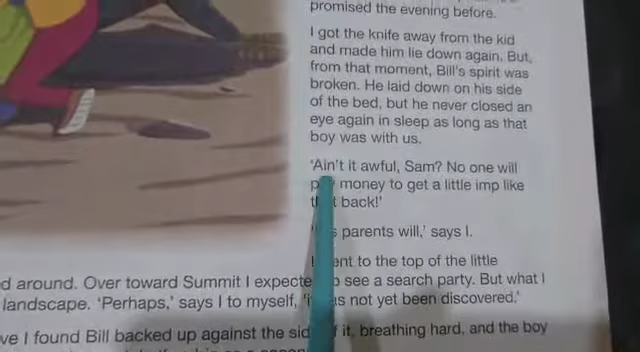 promised the evening before.
I got the knife away from the kid
and made him lie down again. But,
from that moment, Bill's spirit was
broken. He laid down on his side
of the bed, but he never closed an
eye again in sleep as long as that
boy was with us.
'Ain't it awful, Sam? No one will
money to get a little imp like
back!'
parents will,' says I.
to the top of the little
d around. Over toward Summit I expecte see a search party. But what I
landscape. 'Perhaps,' says I to myself, not yet been discovered.'
ve I found Bill backed up against the sid it, breathing hard, and the boy